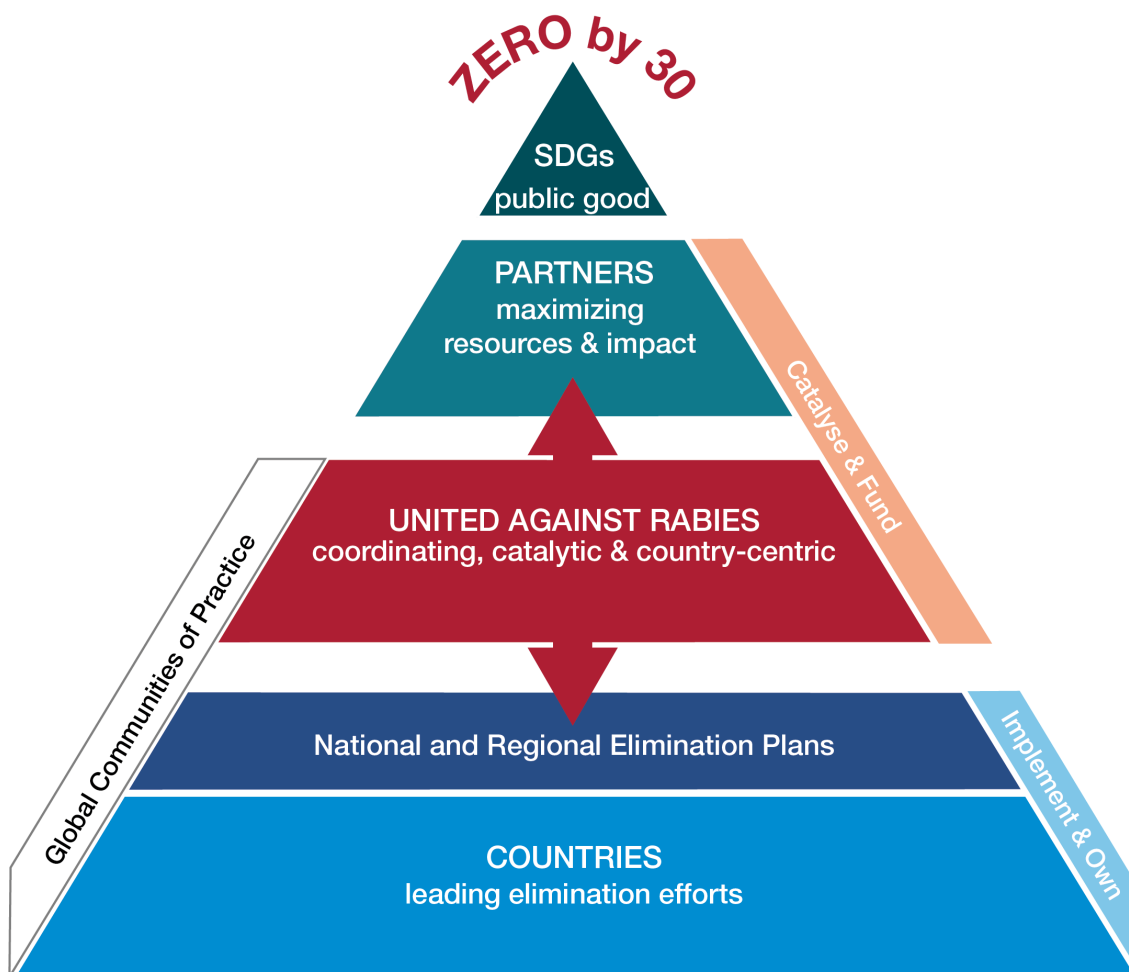 ZERO by 30
SDGs
public good
PARTNERS
maximizing
resources & impact
Catalyse & Fund
UNITED AGAINST RABIES
coordinating, catalytic & country-centric
Global Communities of Practice
National and Regional Elimination Plans
Implement & Own
COUNTRIES
leading elimination efforts